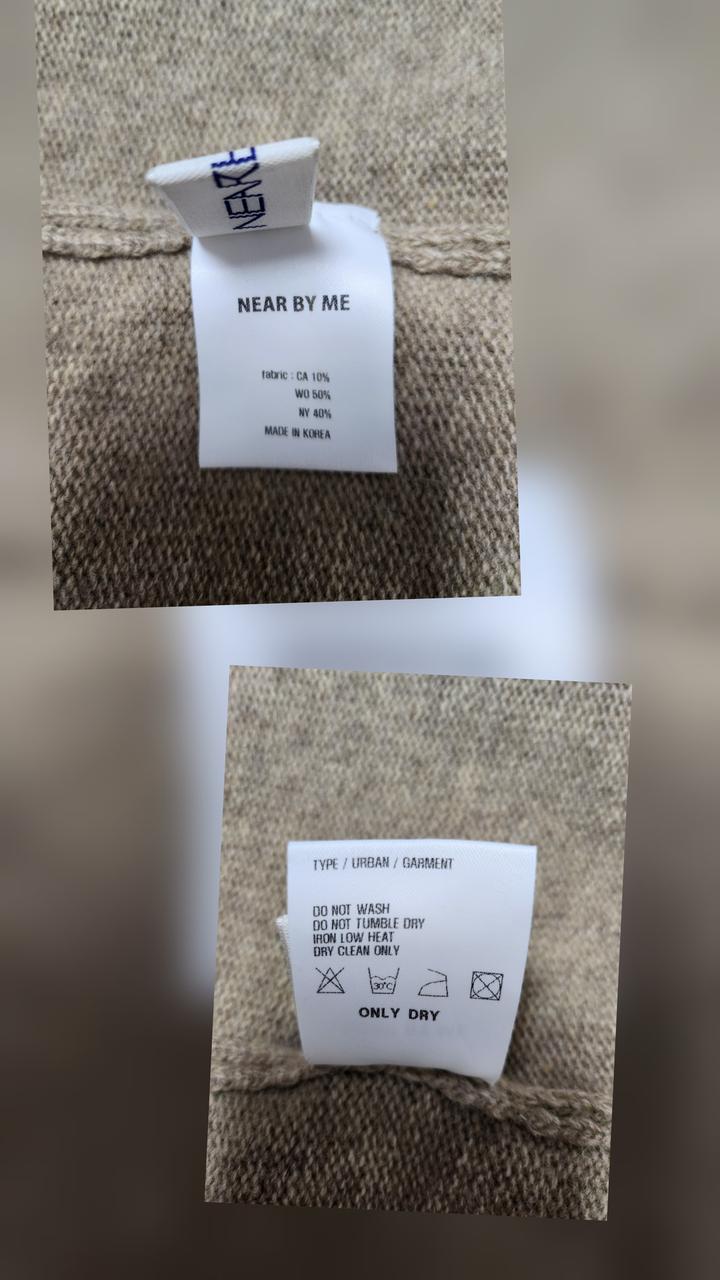 NEAR BY ME
fabric : CA 10%
WO 50%
NY 40%
MADE IN KOREA
TYPE / URBAN / GARMENT
DO NOT WASH
DO NOT TUMBLE DRY
IRON LOW HEAT
DRY CLEAN ONLY
30°C
ONLY DRY